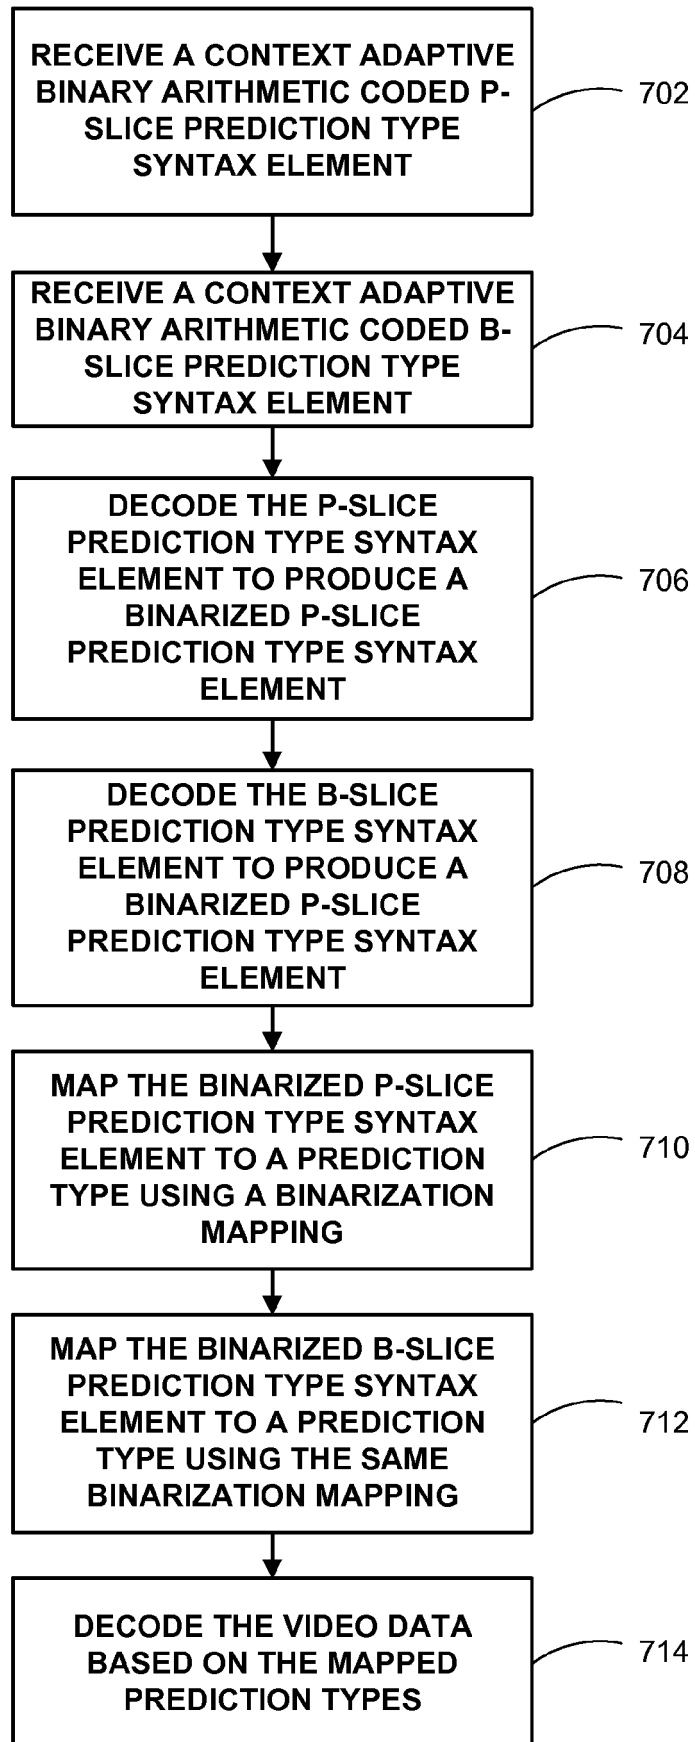 RECEIVE A CONTEXT ADAPTIVE
BINARY ARITHMETIC CODED P-
SLICE PREDICTION TYPE
SYNTAX ELEMENT
702
RECEIVE A CONTEXT ADAPTIVE
BINARY ARITHMETIC CODED B-
SLICE PREDICTION TYPE
SYNTAX ELEMENT
704
DECODE THE P-SLICE
PREDICTION TYPE SYNTAX
ELEMENT TO PRODUCE A
BINARIZED P-SLICE
PREDICTION TYPE SYNTAX
ELEMENT
706
DECODE THE B-SLICE
PREDICTION TYPE SYNTAX
ELEMENT TO PRODUCE A
BINARIZED P-SLICE
PREDICTION TYPE SYNTAX
ELEMENT
708
MAP THE BINARIZED P-SLICE
PREDICTION TYPE SYNTAX
ELEMENT TO A PREDICTION
TYPE USING A BINARIZATION
MAPPING
710
MAP THE BINARIZED B-SLICE
PREDICTION TYPE SYNTAX
ELEMENT TO A PREDICTION
TYPE USING THE SAME
BINARIZATION MAPPING
712
DECODE THE VIDEO DATA
BASED ON THE MAPPED
PREDICTION TYPES
714